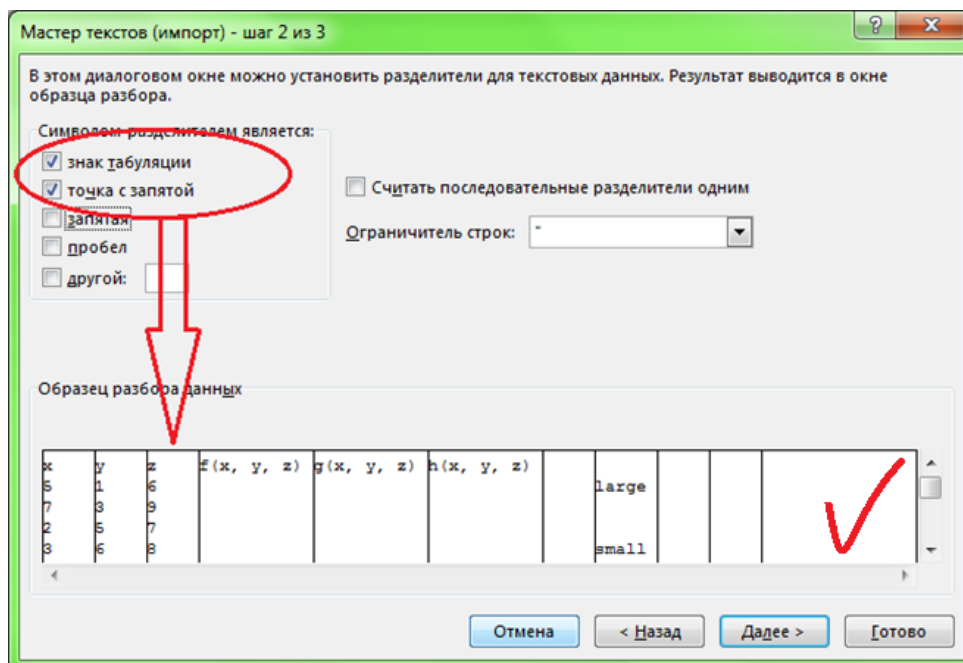 Мастер текстов (импорт) - шаг 2 из 3
В этом диалоговом окне можно установить разделители для текстовых данных. Результат выводится в окне
образца разбора.
Символом-разделителем является:
знак табуляции
точка с запятой
запятая
пробел
другой:
Считать последовательные разделители одним
Ограничитель строк: "
Образец разбора данных
x y z f(x, y, z) g(x, y, z) h(x, y, z)
5 1 6 large
7 3 9
2 5 7
3 6 8 small
Отмена < Назад Далее > Готово